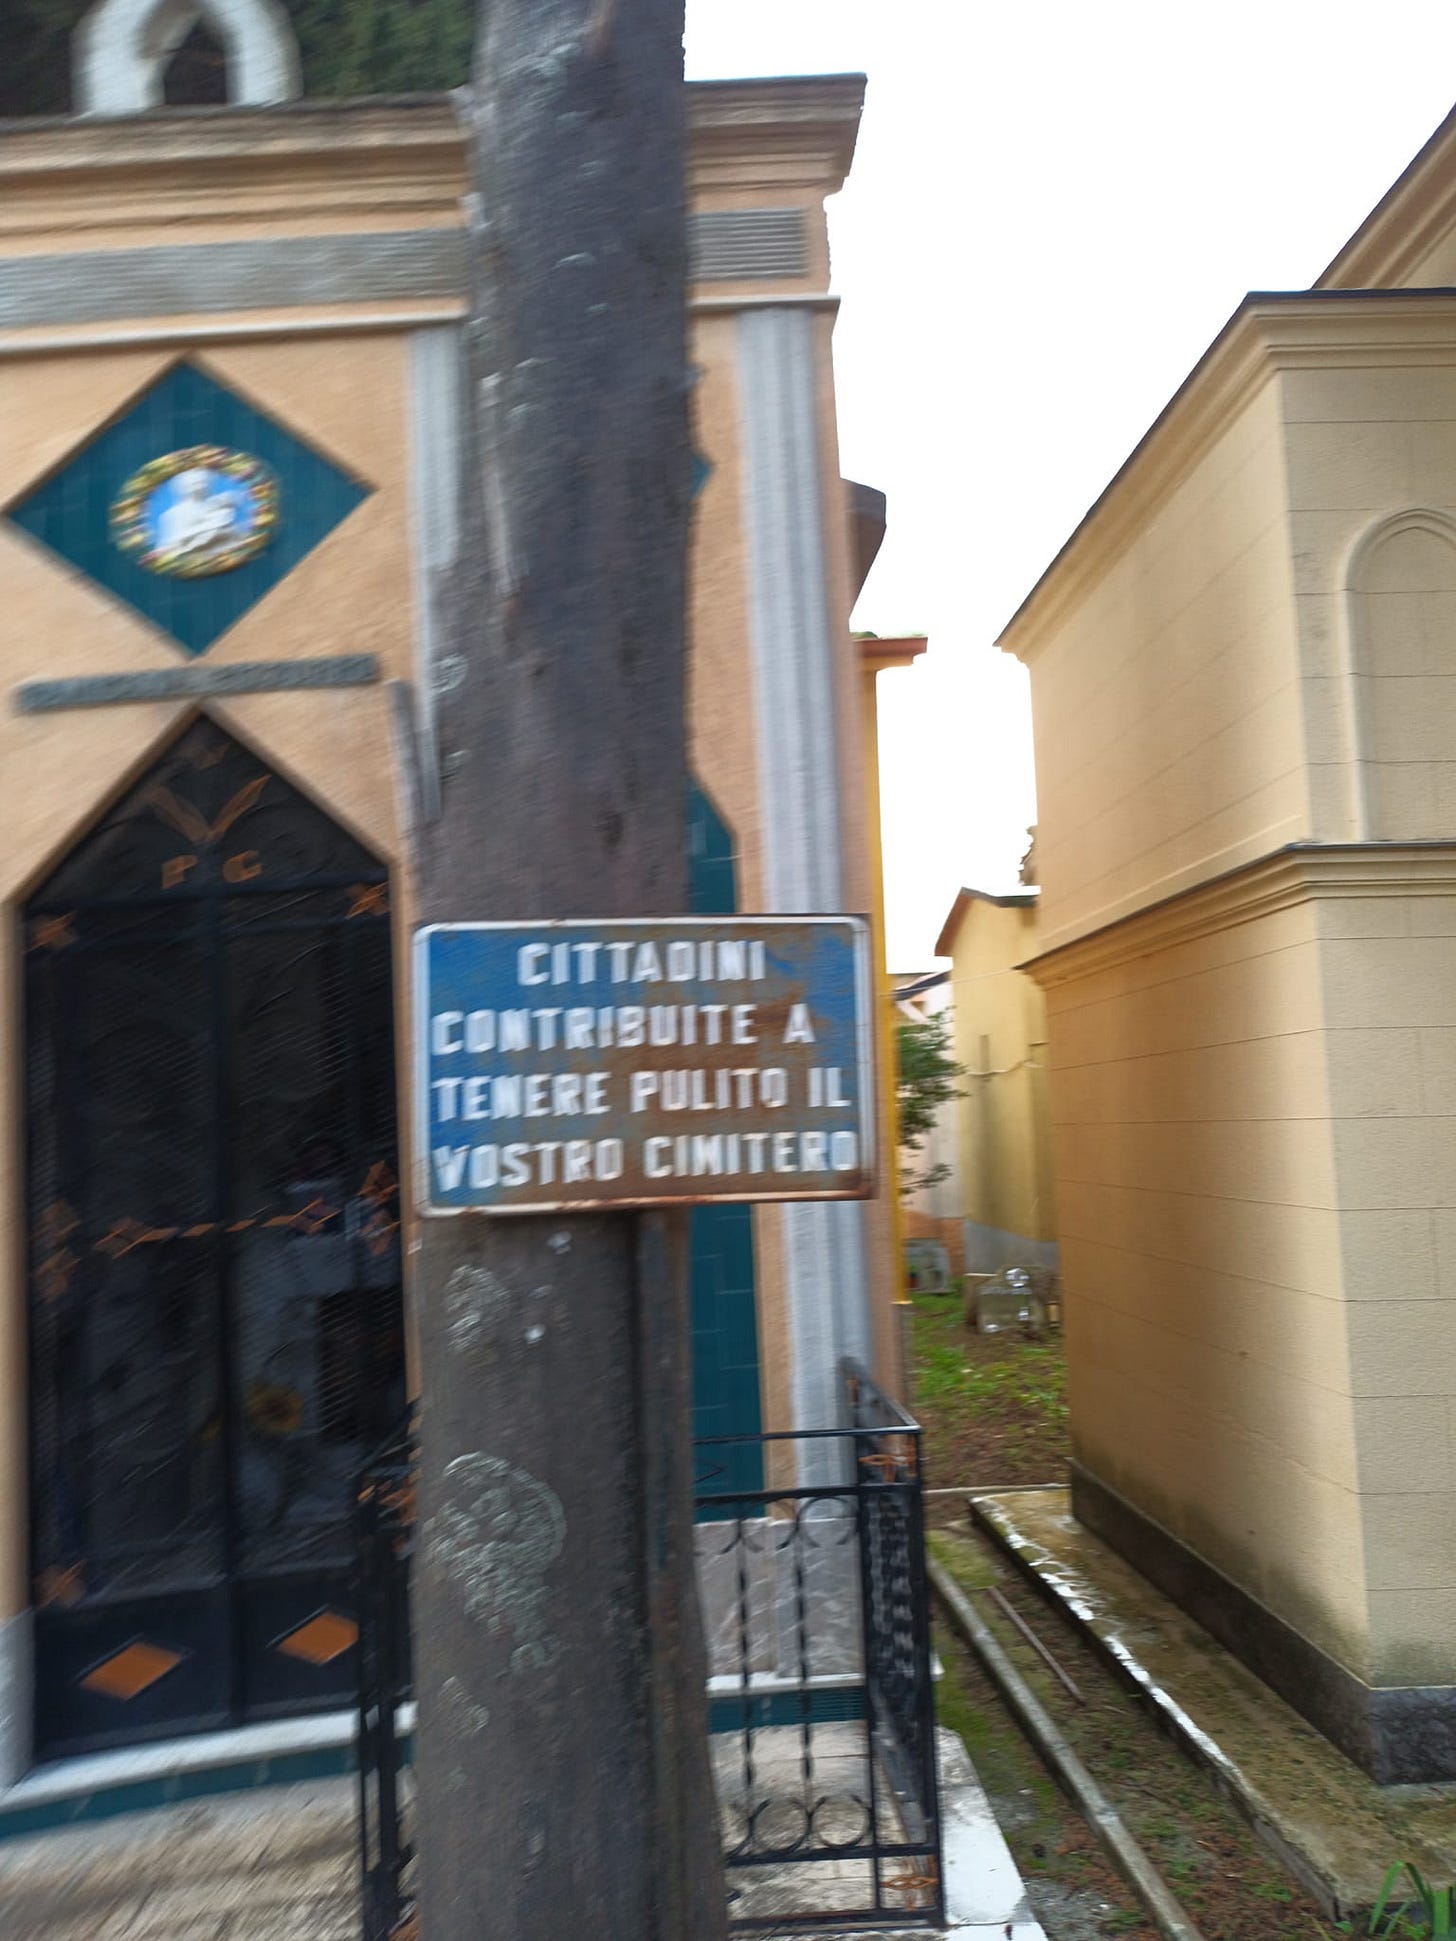 P G
CITTADINI
CONTRIBUITE A
TENERE PULITO IL
VOSTRO CIMITERO